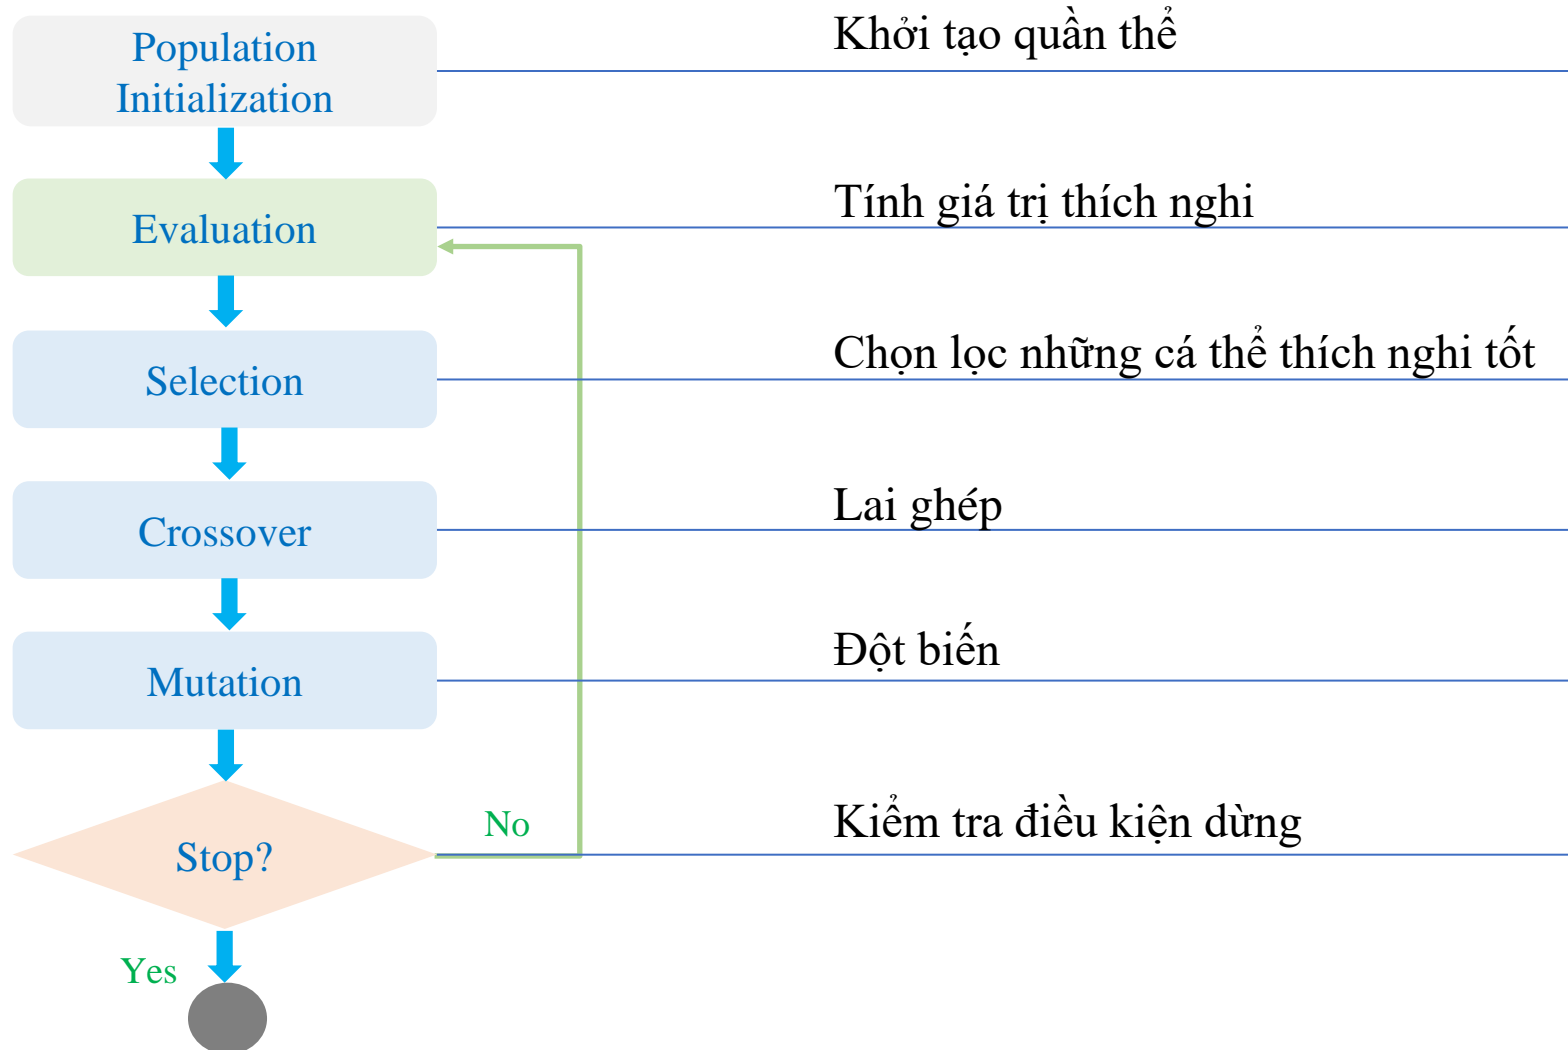 Population
Initialization
Khởi tạo quần thể
Evaluation
Tính giá trị thích nghi
Selection
Chọn lọc những cá thể thích nghi tốt
Crossover
Lai ghép
Mutation
Đột biến
Stop?
No
Kiểm tra điều kiện dừng
Yes